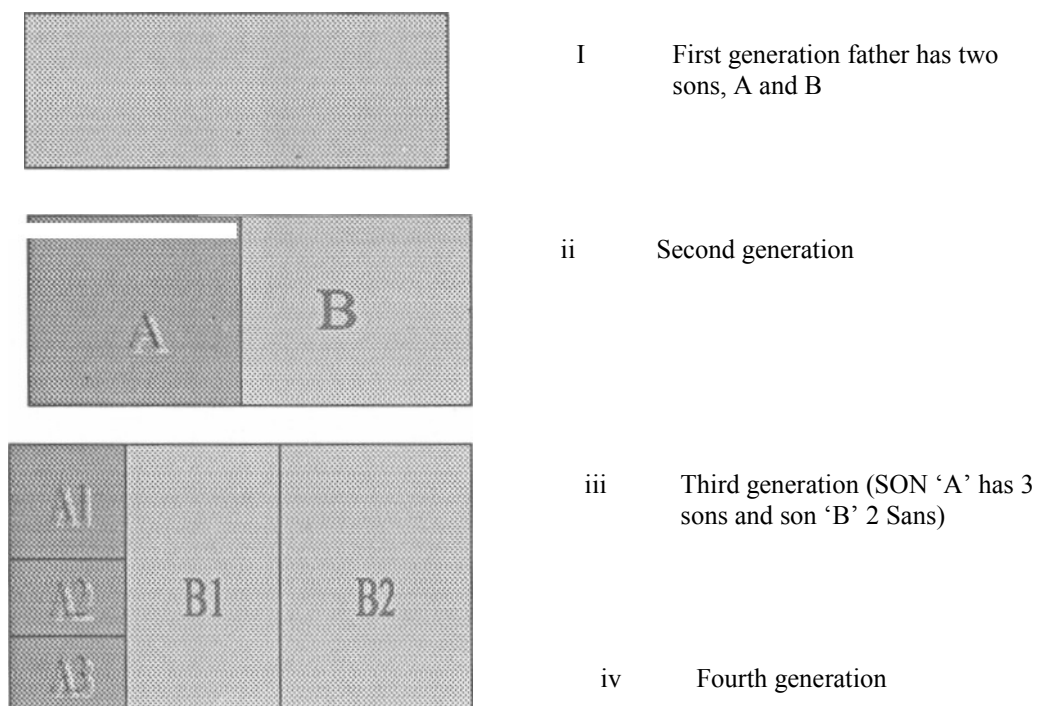 I First generation father has two
sons, A and B
A
B
ii Second generation
A1
A2
A3
B1
B2
iii Third generation (SON ‘A’ has 3
sons and son ‘B’ 2 Sans)
iv Fourth generation